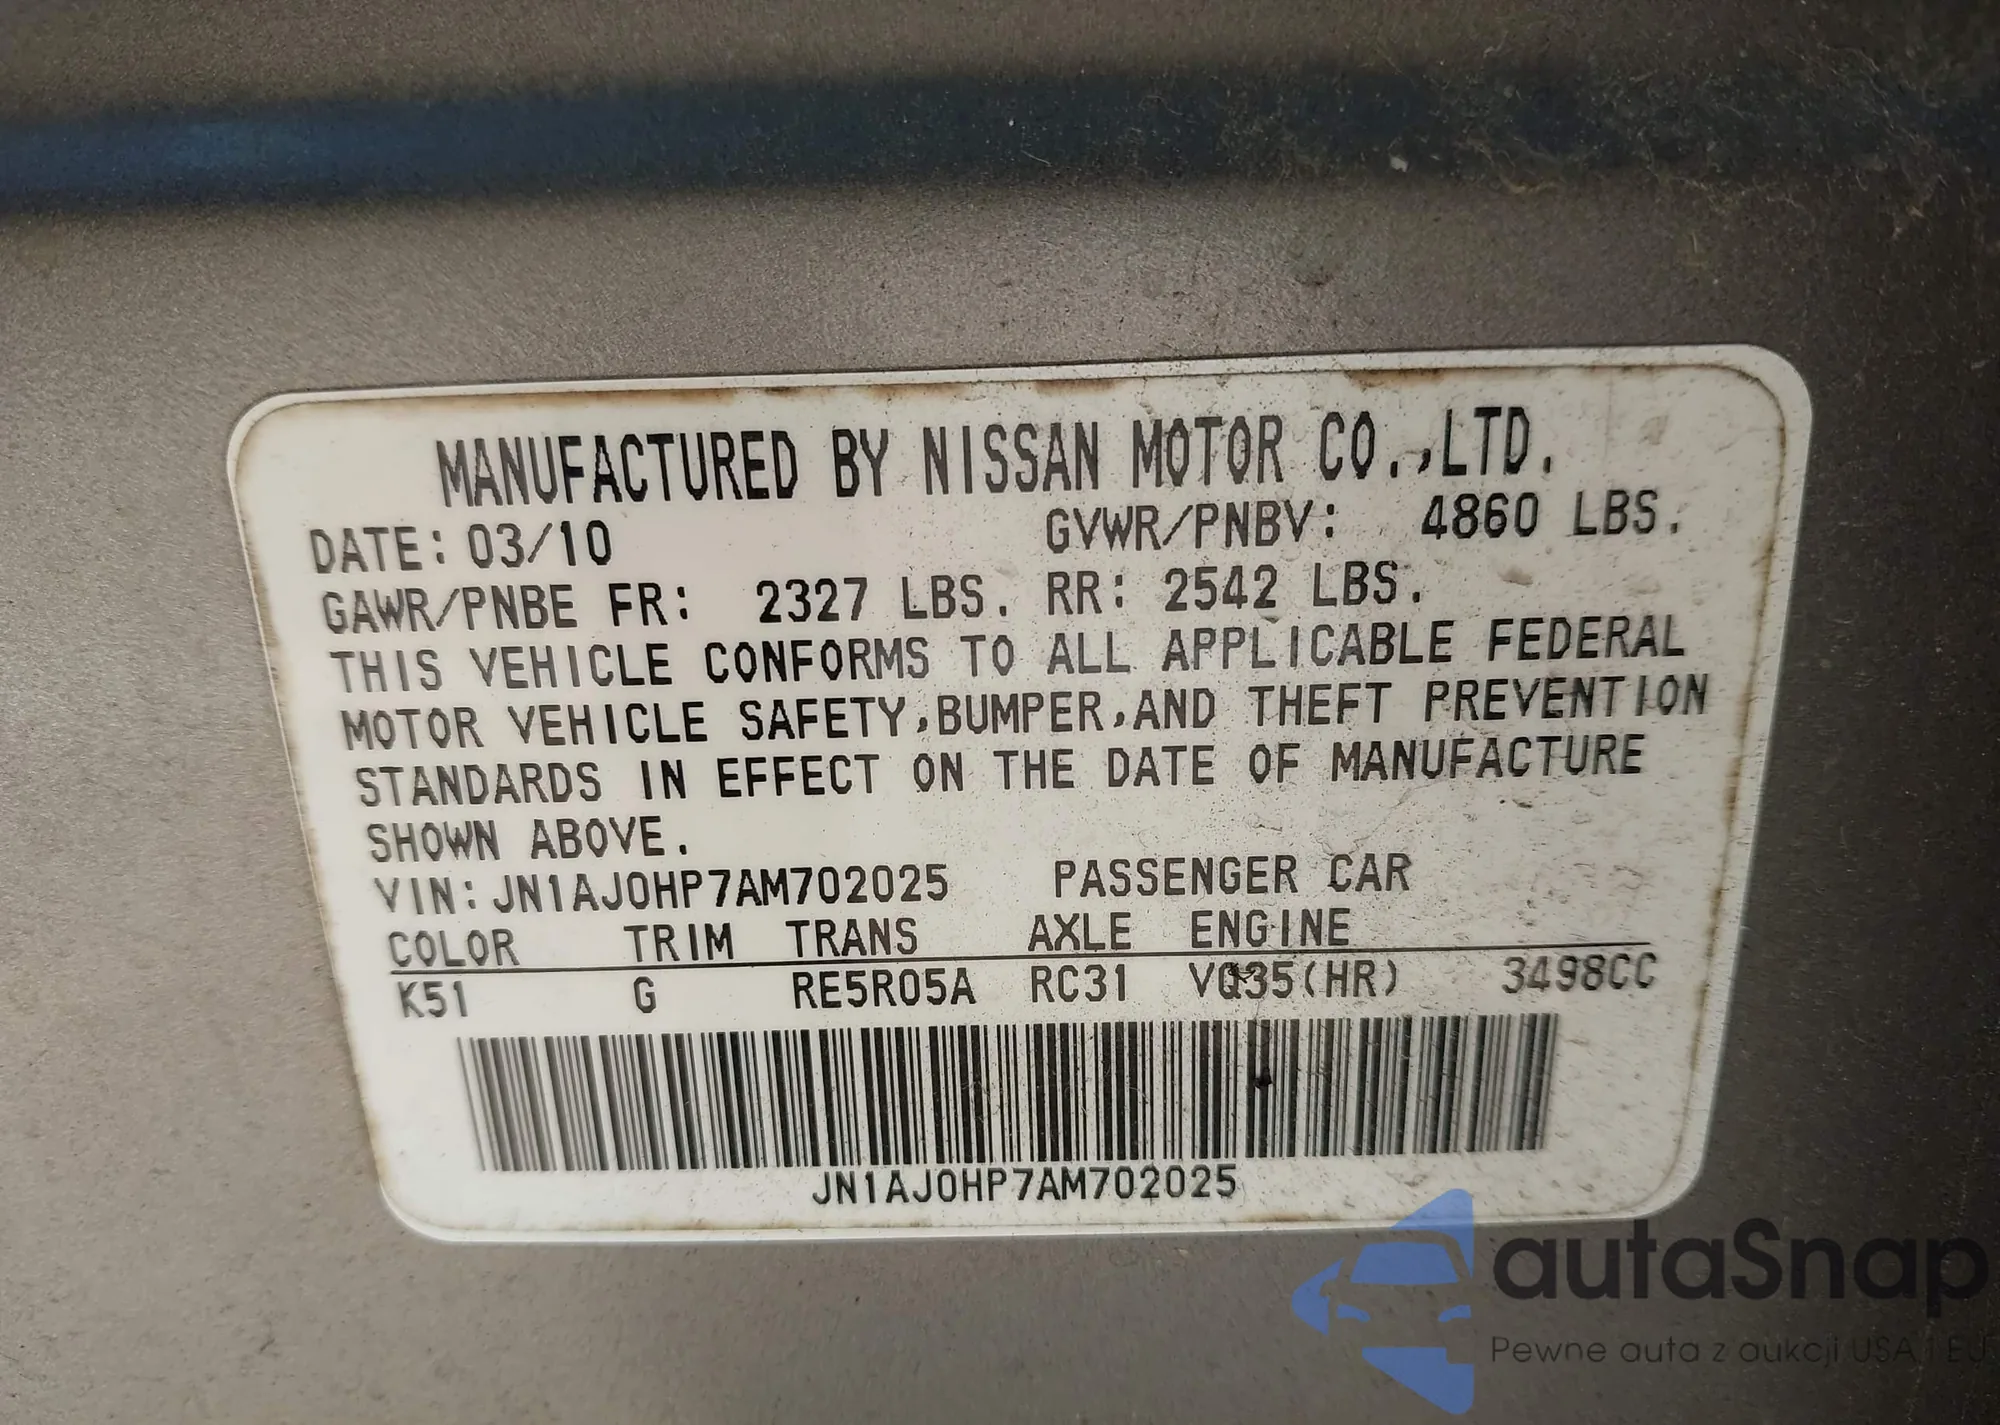 MANUFACTURED BY NISSAN MOTOR CO.,LTD.
DATE: 03/10 GVWR/PNBV: 4860 LBS.
GAWR/PNBE FR: 2327 LBS. RR: 2542 LBS.
THIS VEHICLE CONFORMS TO ALL APPLICABLE FEDERAL
MOTOR VEHICLE SAFETY,BUMPER,AND THEFT PREVENTION
STANDARDS IN EFFECT ON THE DATE OF MANUFACTURE
SHOWN ABOVE.
VIN:JN1AJ0HP7AM702025 PASSENGER CAR
COLOR TRIM TRANS AXLE ENGINE
K51 G RE5R05A RC31 VQ35(HR) 3498CC
JN1AJ0HP7AM702025
autaSnap
Pewne auta z aukcji USA i EU